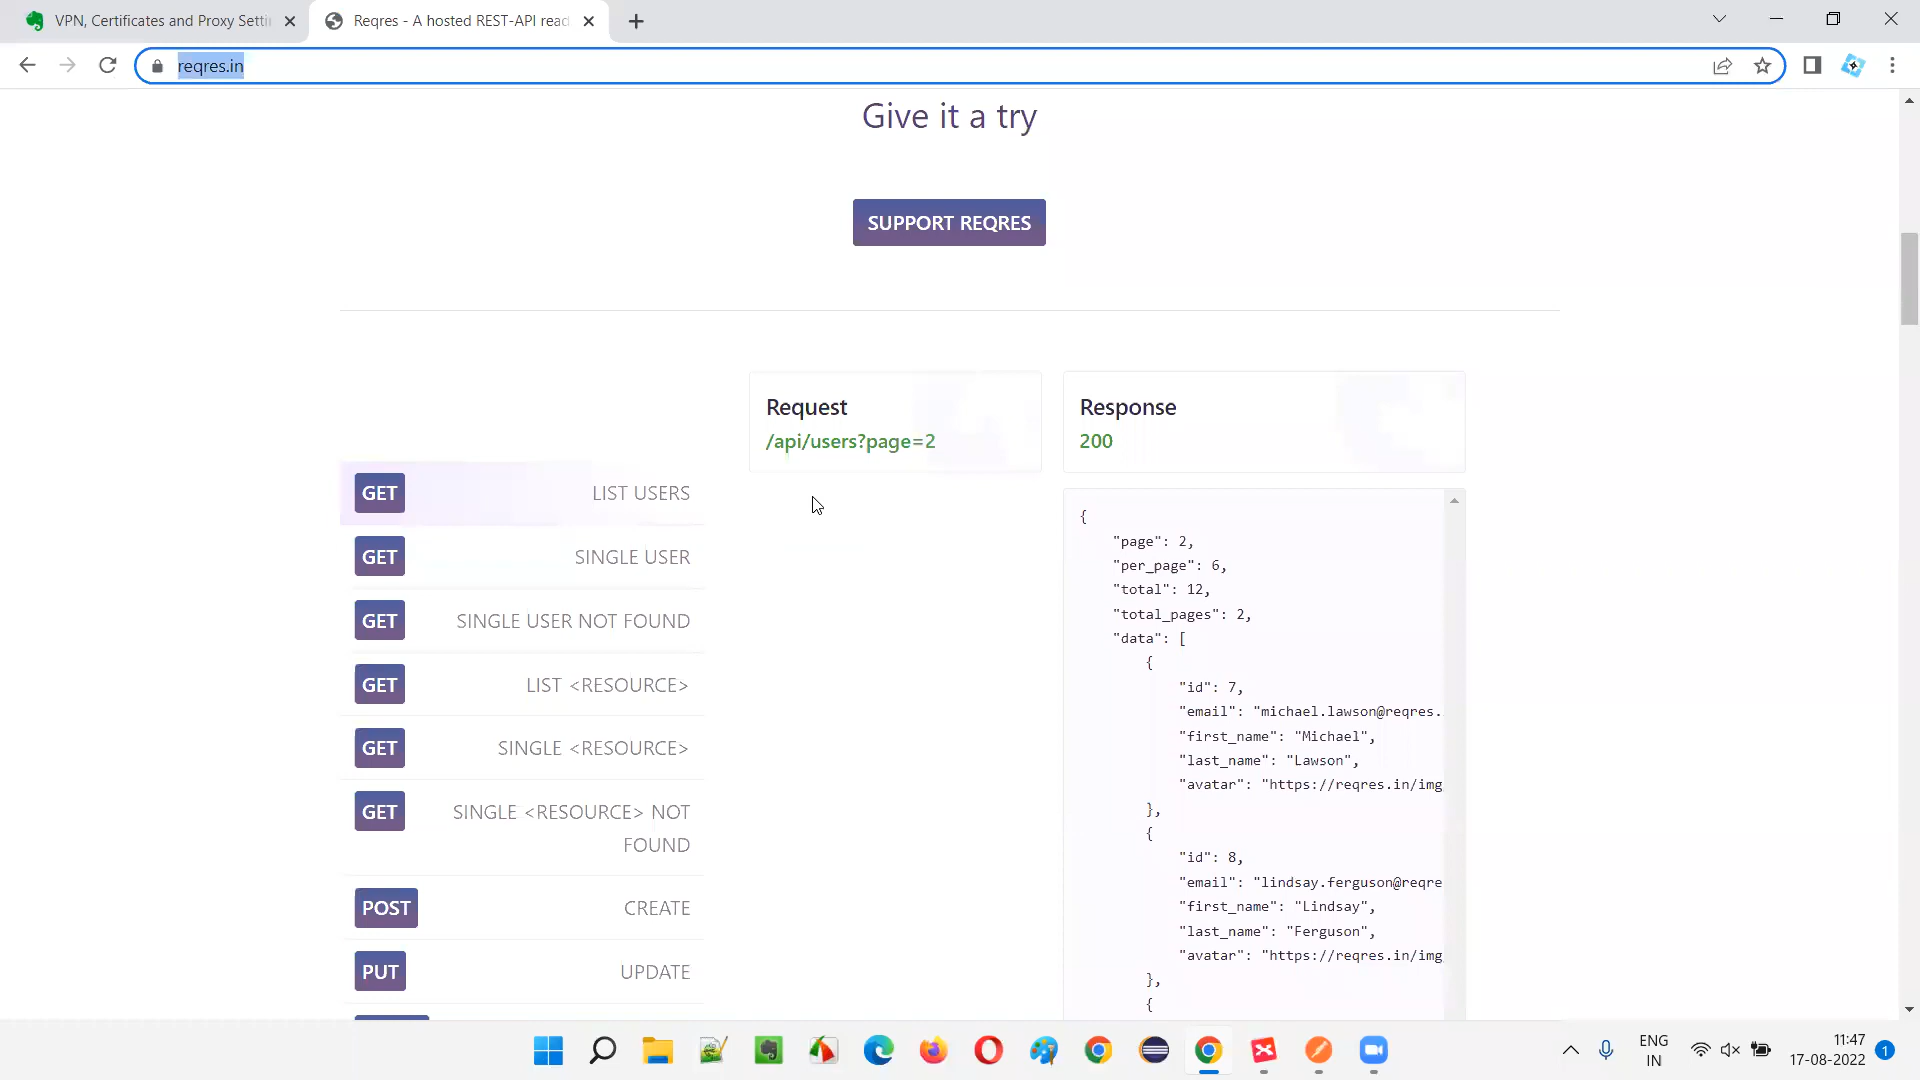 VPN, Certificates and Proxy Setti
Reqres - A hosted REST-API read
reqres.in
Give it a try
SUPPORT REQRES
Request
/api/users?page=2
Response
200
GET LIST USERS
GET SINGLE USER
GET SINGLE USER NOT FOUND
GET LIST <RESOURCE>
GET SINGLE <RESOURCE>
GET SINGLE <RESOURCE> NOT
FOUND
POST CREATE
PUT UPDATE
{
"page": 2,
"per_page": 6,
"total": 12,
"total_pages": 2,
"data": [
{
"id": 7,
"email": "michael.lawson@reqres.
"first_name": "Michael",
"last_name": "Lawson",
"avatar": "https://reqres.in/img
},
{
"id": 8,
"email": "lindsay.ferguson@reqre
"first_name": "Lindsay",
"last_name": "Ferguson",
"avatar": "https://reqres.in/img
},
{
ENG
IN
11:47
17-08-2022
1